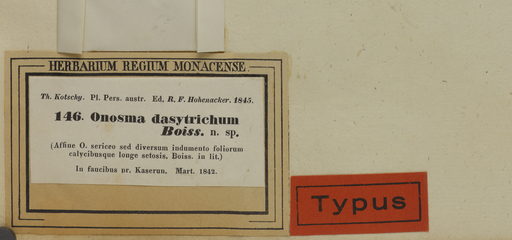 HERBARIUM REGIUM MONACENSE
Th. Kotschy. Pl. Pers. austr. Ed. R. F. Hohenacker. 1845.
146. Onosma dasytrichum
Boiss. n. sp.
(Affine O. sericeo sed diversum indumento foliorum
calycibusque longe setosis. Boiss. in lit.)
In faucibus pr. Kaserun. Mart. 1842.
Typus